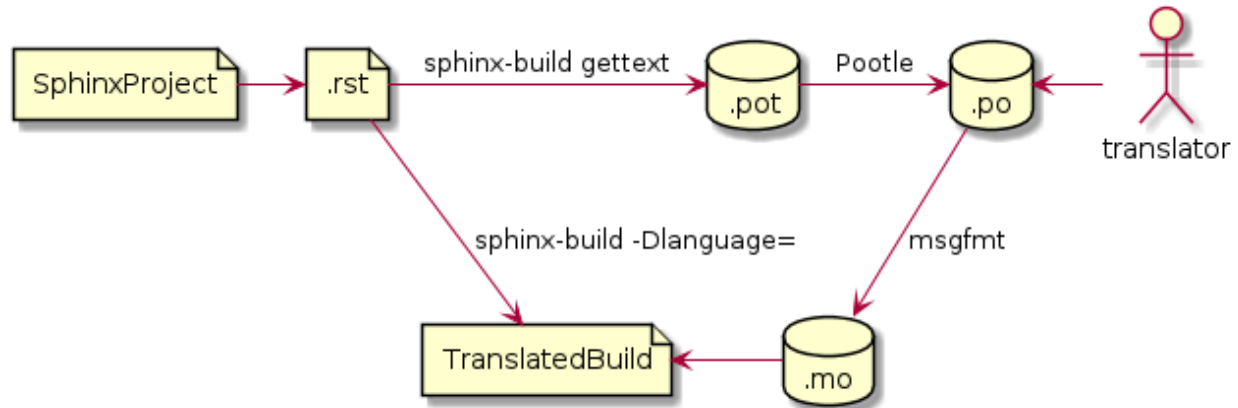 SphinxProject
.rst
sphinx-build gettext
.pot
Pootle
.po
translator
sphinx-build -Dlanguage=
msgfmt
TranslatedBuild
.mo